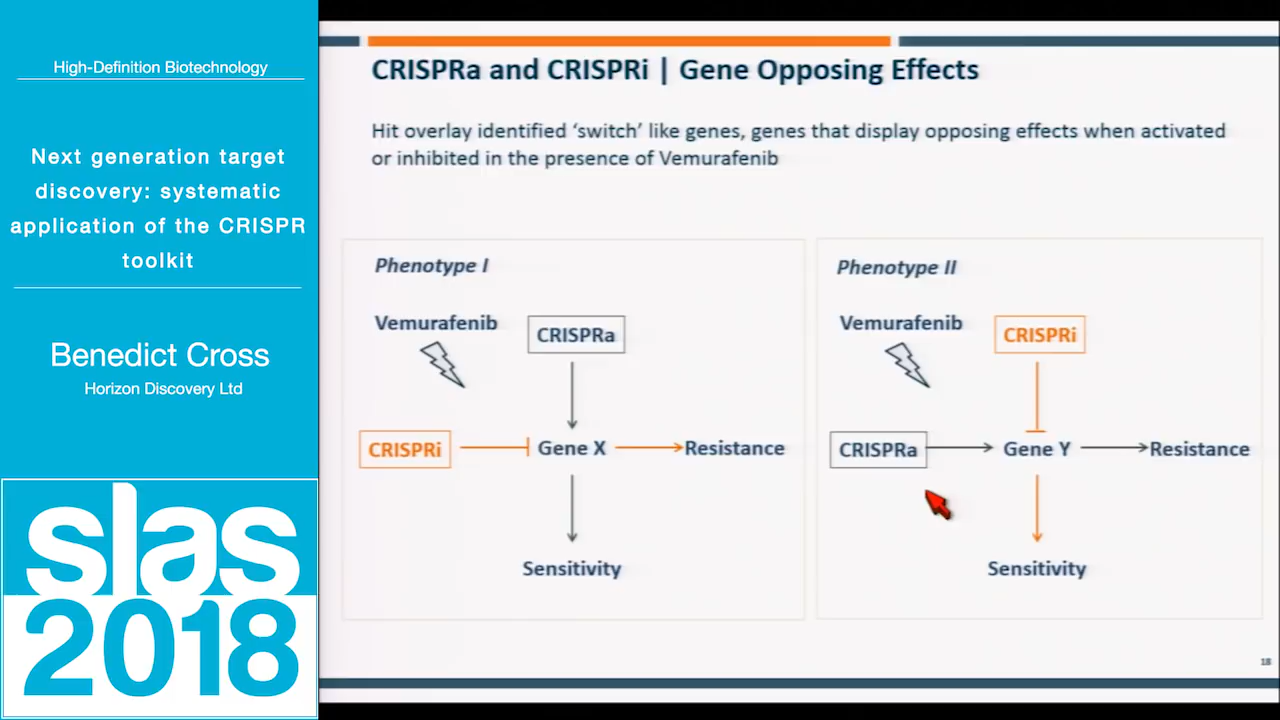 High-Definition Biotechnology
Next generation target
discovery: systematic
application of the CRISPR
toolkit
Benedict Cross
Horizon Discovery Ltd
slas
2018
CRISPRa and CRISPRi | Gene Opposing Effects
Hit overlay identified ‘switch’ like genes, genes that display opposing effects when activated
or inhibited in the presence of Vemurafenib
Phenotype I
Vemurafenib
CRISPRa
CRISPRi
Gene X
Resistance
Sensitivity
Phenotype II
Vemurafenib
CRISPRi
CRISPRa
Gene Y
Resistance
Sensitivity
18